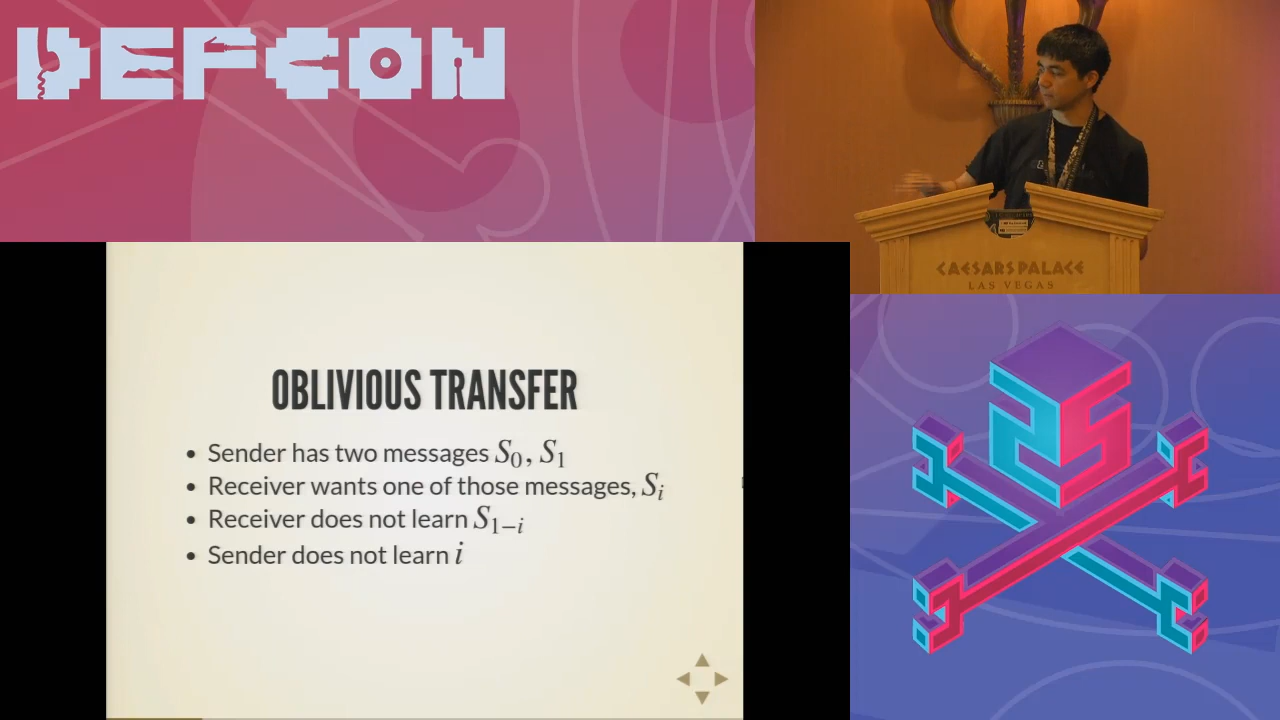 DEFCON
CAESARS PALACE
LAS VEGAS
OBLIVIOUS TRANSFER
• Sender has two messages S₀, S₁
• Receiver wants one of those messages, Sᵢ
• Receiver does not learn S₁₋ᵢ
• Sender does not learn i
25